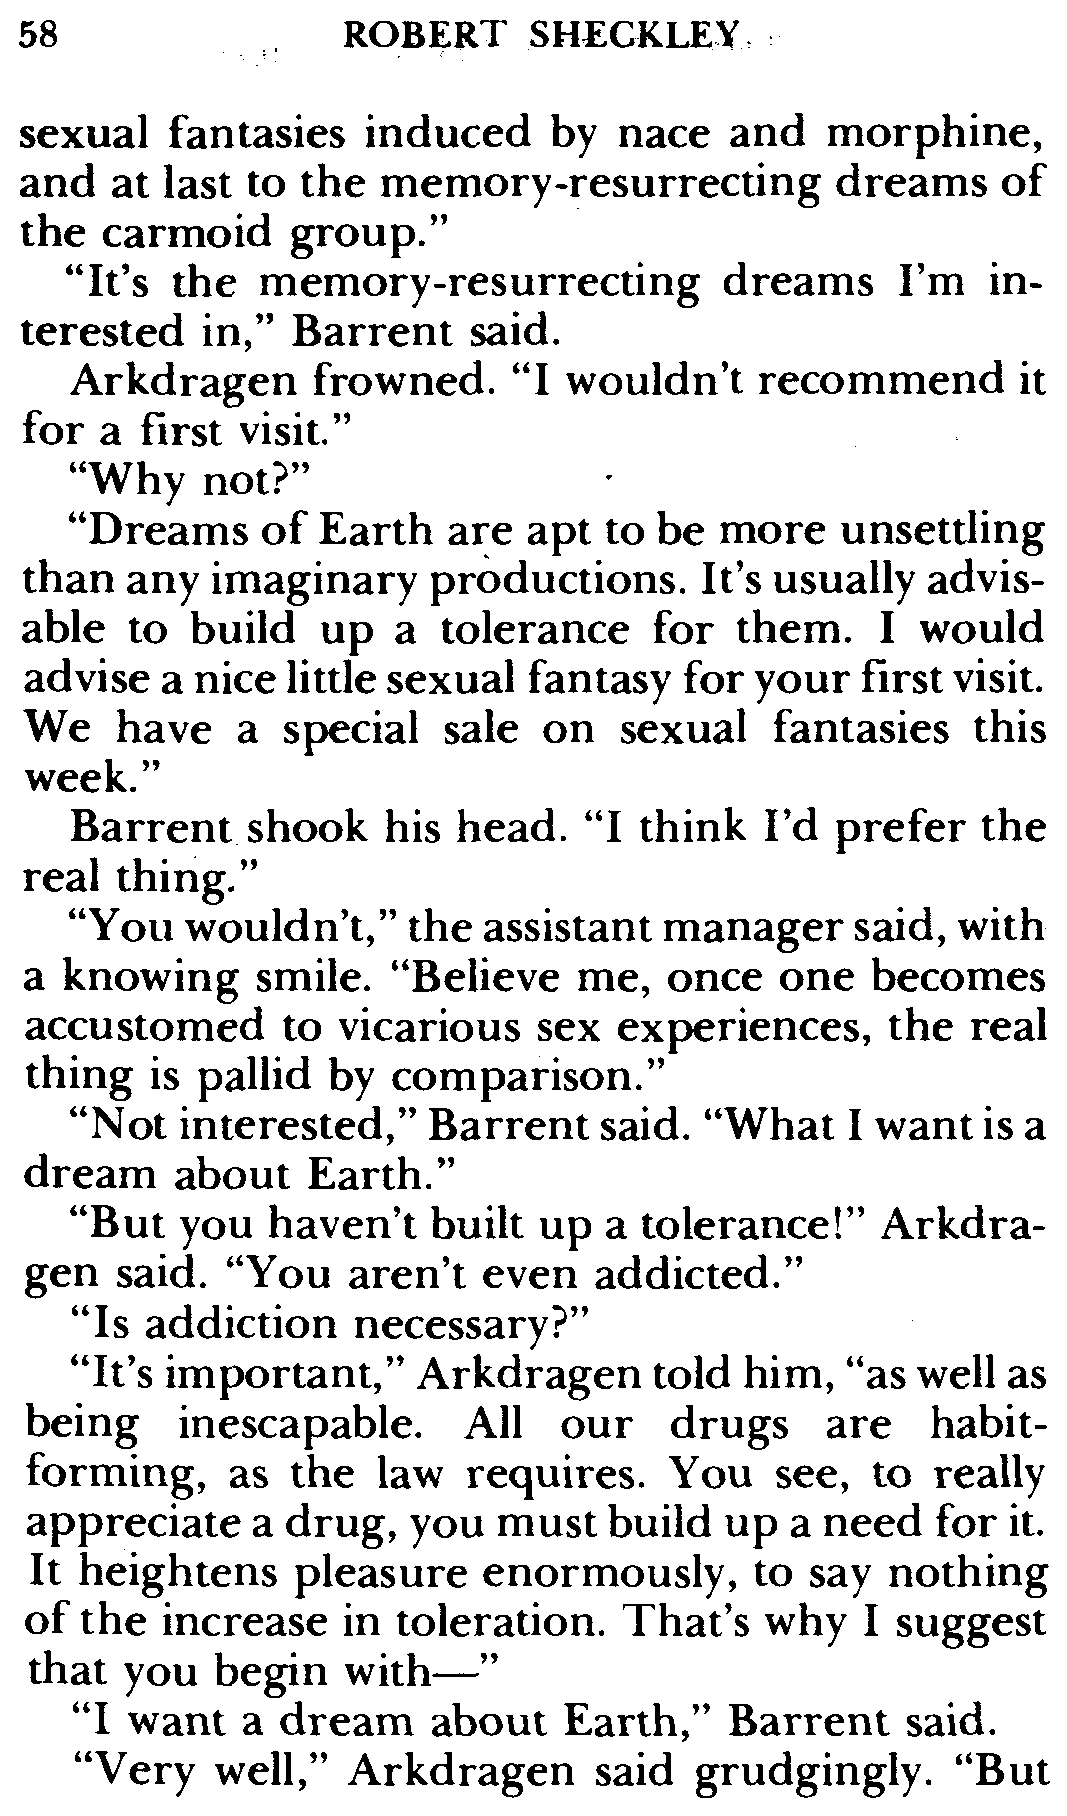 58 ROBERT SHECKLEY
sexual fantasies induced by nace and morphine,
and at last to the memory-resurrecting dreams of
the carmoid group.”
“It’s the memory-resurrecting dreams I’m in-
terested in,” Barrent said.
Arkdragen frowned. “I wouldn’t recommend it
for a first visit.”
“Why not?”
“Dreams of Earth are apt to be more unsettling
than any imaginary productions. It’s usually advis-
able to build up a tolerance for them. I would
advise a nice little sexual fantasy for your first visit.
We have a special sale on sexual fantasies this
week.”
Barrent shook his head. “I think I’d prefer the
real thing.”
“You wouldn’t,” the assistant manager said, with
a knowing smile. “Believe me, once one becomes
accustomed to vicarious sex experiences, the real
thing is pallid by comparison.”
“Not interested,” Barrent said. “What I want is a
dream about Earth.”
“But you haven’t built up a tolerance!” Arkdra-
gen said. “You aren’t even addicted.”
“Is addiction necessary?”
“It’s important,” Arkdragen told him, “as well as
being inescapable. All our drugs are habit-
forming, as the law requires. You see, to really
appreciate a drug, you must build up a need for it.
It heightens pleasure enormously, to say nothing
of the increase in toleration. That’s why I suggest
that you begin with—”
“I want a dream about Earth,” Barrent said.
“Very well,” Arkdragen said grudgingly. “But